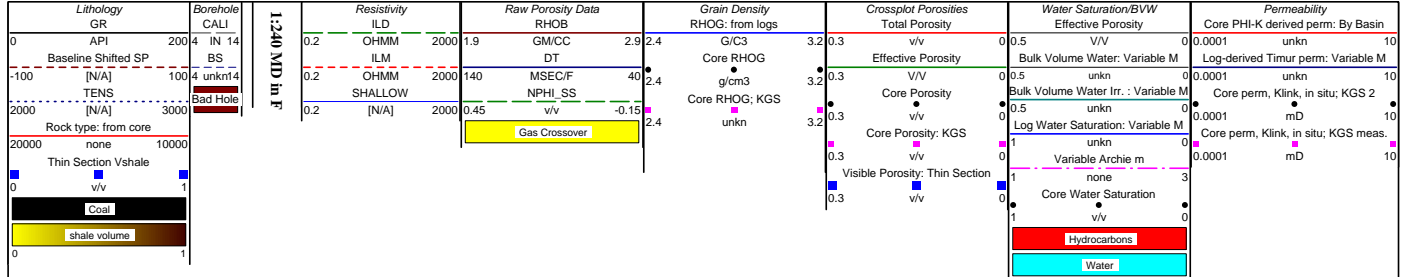 Lithology
GR
0 API 200
Baseline Shifted SP
-100 [N/A] 100
TENS
2000 [N/A] 3000
Rock type: from core
20000 none 10000
Thin Section Vshale
0 v/v 1
Coal
shale volume
0 1
Borehole
CALI
4 IN 14
BS
4 unkn14
Bad Hole
1:240 MD in F
Resistivity
ILD
0.2 OHMM 2000
ILM
0.2 OHMM 2000
SHALLOW
0.2 [N/A] 2000
Raw Porosity Data
RHOB
1.9 GM/CC 2.9
DT
140 MSEC/F 40
NPHI_SS
0.45 v/v -0.15
Gas Crossover
Grain Density
RHOG: from logs
2.4 G/C3 3.2
Core RHOG
2.4 g/cm3 3.2
Core RHOG; KGS
2.4 unkn 3.2
Crossplot Porosities
Total Porosity
0.3 v/v 0
Effective Porosity
0.3 V/V 0
Core Porosity
0.3 v/v 0
Core Porosity: KGS
0.3 v/v 0
Visible Porosity: Thin Section
0.3 v/v 0
Water Saturation/BVW
Effective Porosity
0.5 V/V 0
Bulk Volume Water: Variable M
0.5 unkn 0
Bulk Volume Water Irr. : Variable M
0.5 unkn 0
Log Water Saturation: Variable M
1 unkn 0
Variable Archie m
1 none 3
Core Water Saturation
1 v/v 0
Hydrocarbons
Water
Permeability
Core PHI-K derived perm: By Basin
0.0001 unkn 10
Log-derived Timur perm: Variable M
0.0001 unkn 10
Core perm, Klink, in situ; KGS 2
0.0001 mD 10
Core perm, Klink, in situ; KGS meas.
0.0001 mD 10